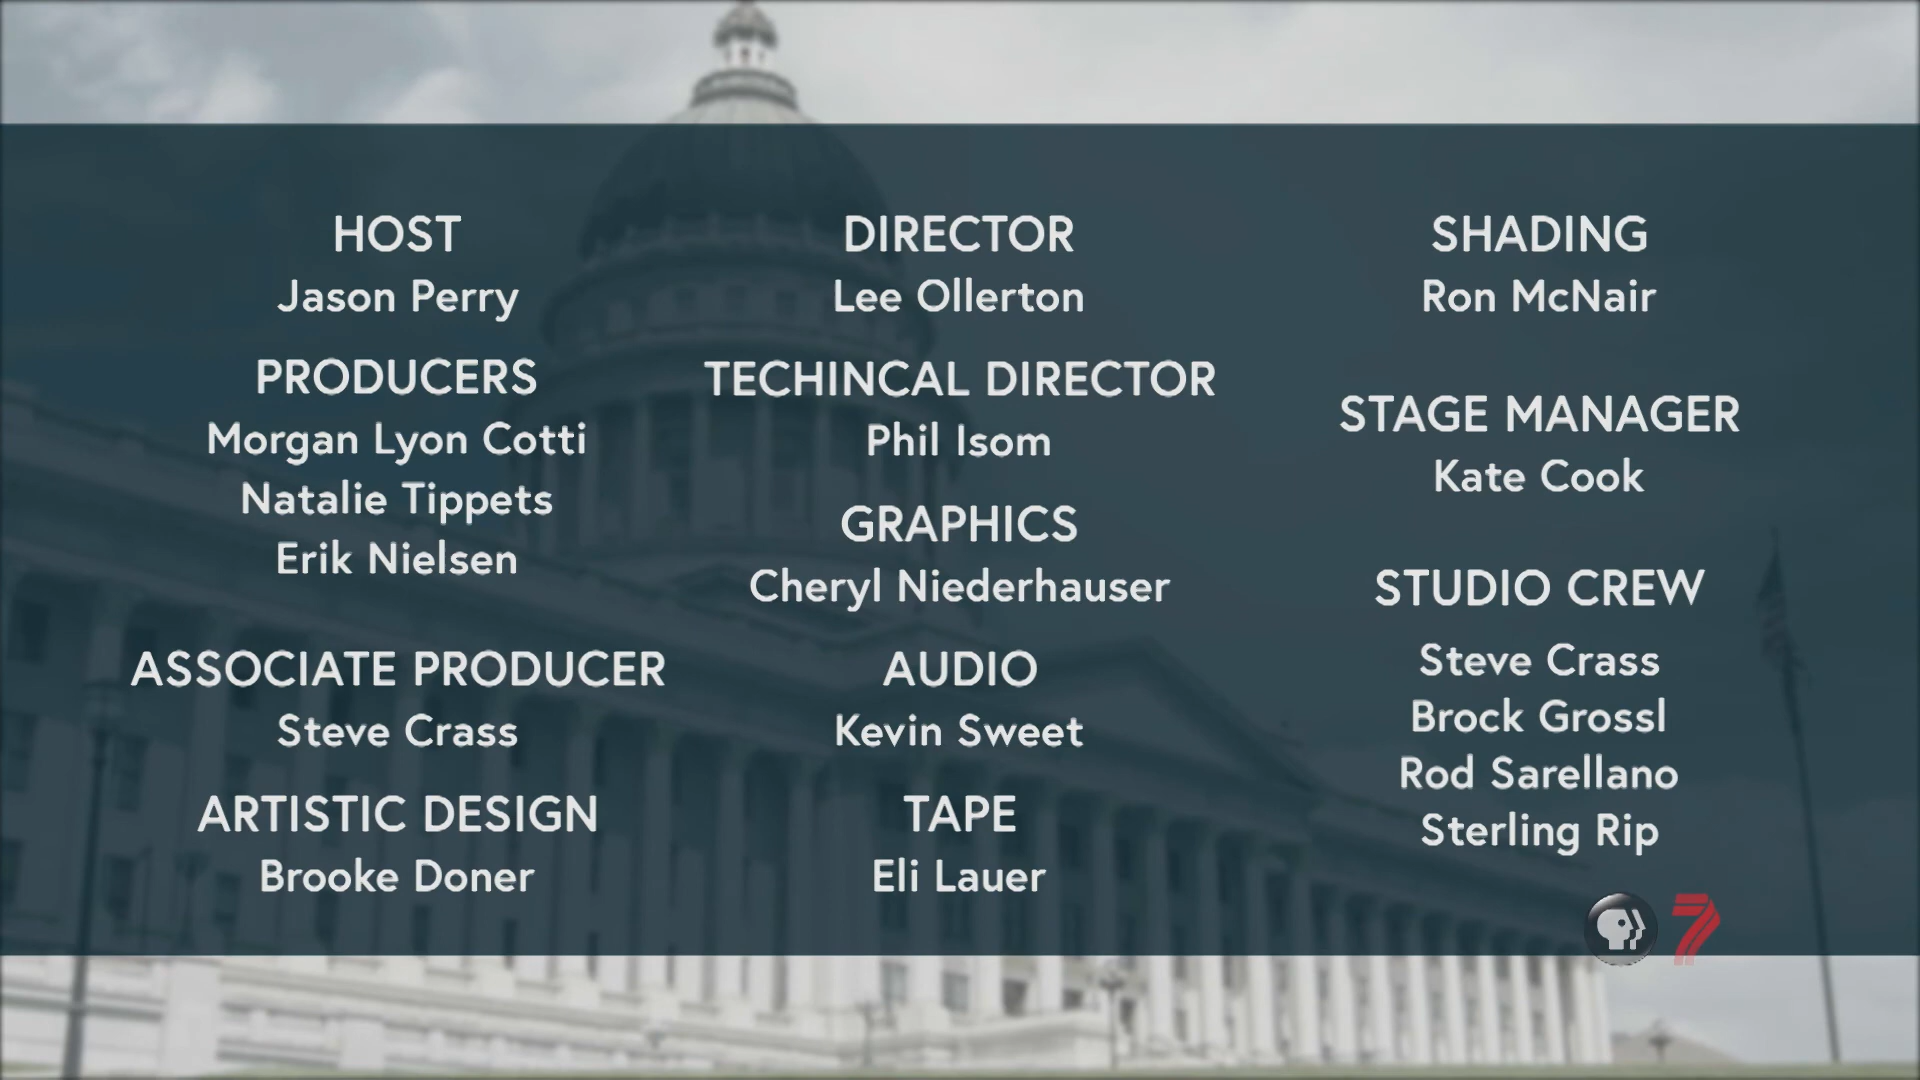 HOST
Jason Perry
PRODUCERS
Morgan Lyon Cotti
Natalie Tippets
Erik Nielsen
ASSOCIATE PRODUCER
Steve Crass
ARTISTIC DESIGN
Brooke Doner
DIRECTOR
Lee Ollerton
TECHINCAL DIRECTOR
Phil Isom
GRAPHICS
Cheryl Niederhauser
AUDIO
Kevin Sweet
TAPE
Eli Lauer
SHADING
Ron McNair
STAGE MANAGER
Kate Cook
STUDIO CREW
Steve Crass
Brock Grossl
Rod Sarellano
Sterling Rip
7